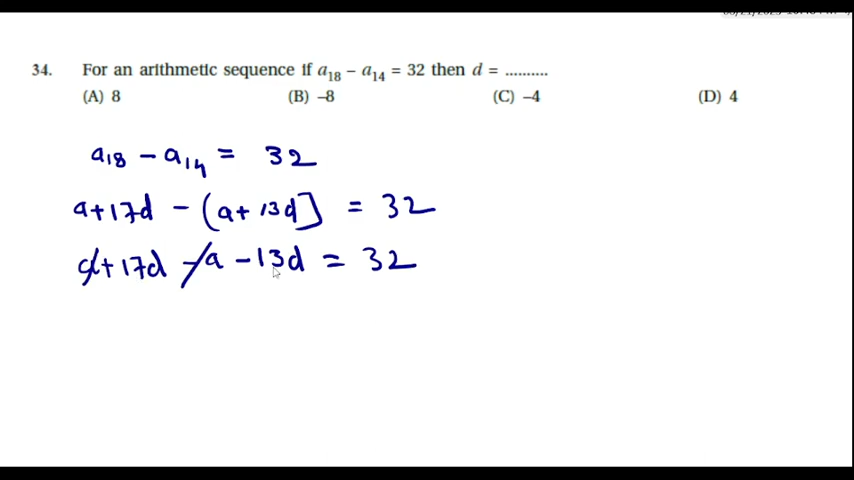 34. For an arithmetic sequence if a₁₈ – a₁₄ = 32 then d = ..........
(A) 8 (B) –8 (C) –4 (D) 4
a₁₈ – a₁₄ = 32
a+17d – (a+13d] = 32
a+17d –a –13d = 32